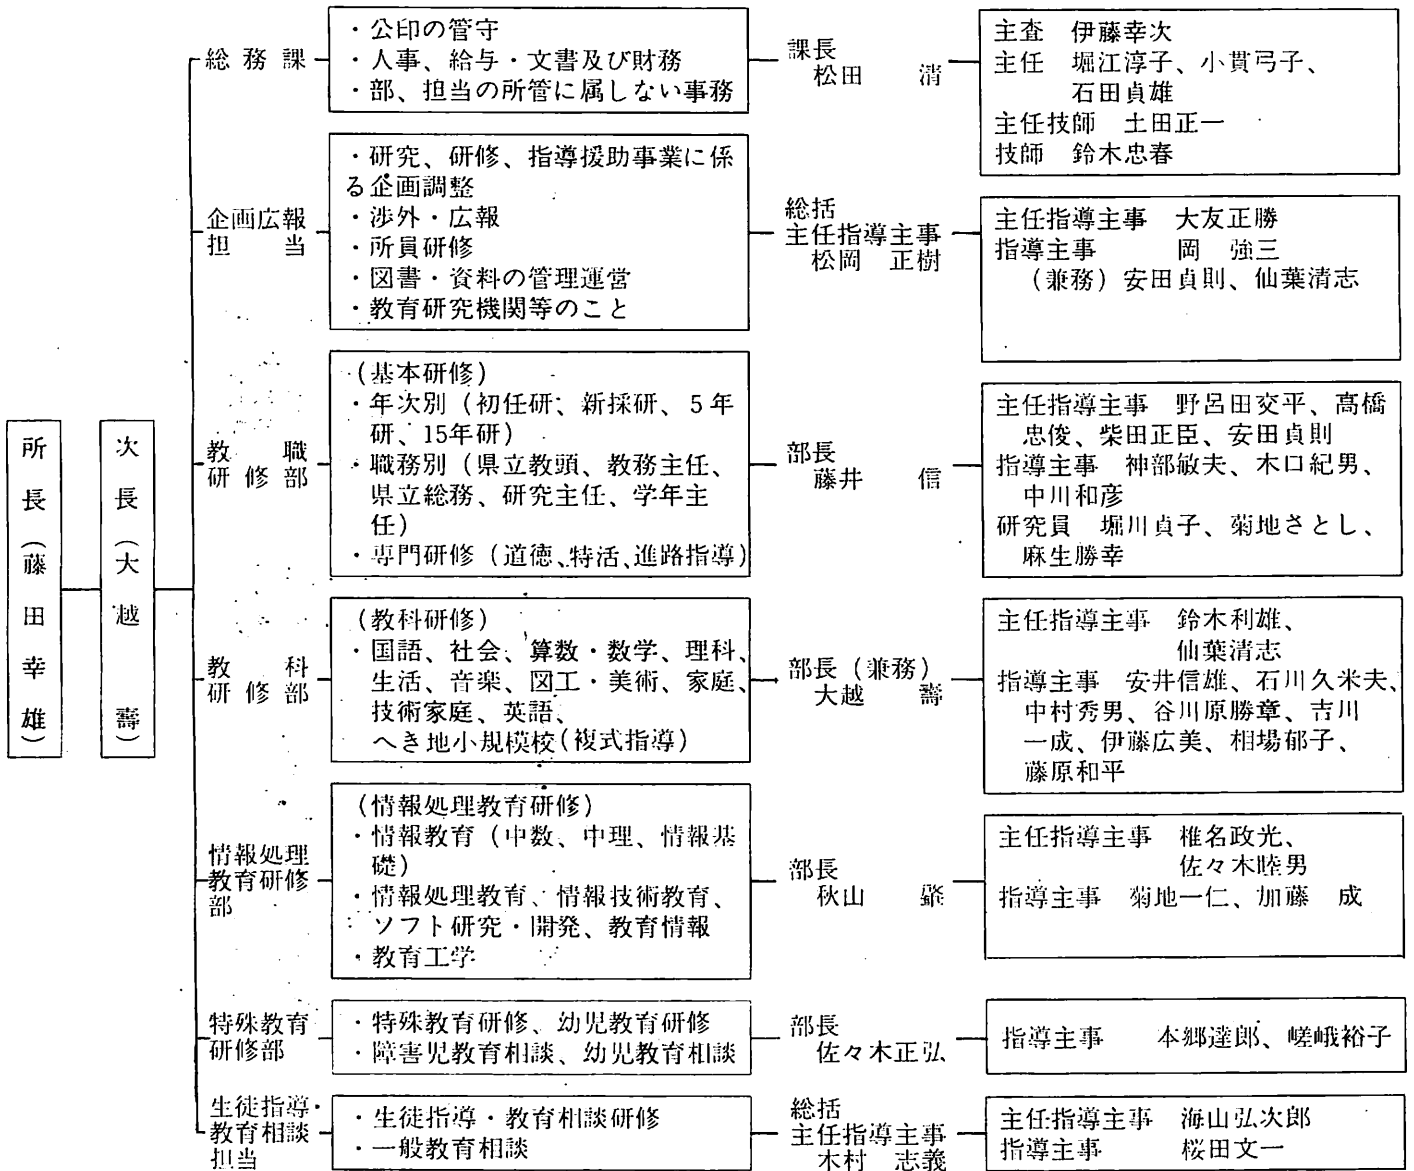 所長（藤田幸雄）
次長（大越　壽）
総務課
・公印の管守
・人事、給与・文書及び財務
・部、担当の所管に属しない事務
課長
松田　清
主査　伊藤幸次
主任　堀江淳子、小貫弓子、
石田貞雄
主任技師　土田正一
技師　鈴木忠春
企画広報
担当
・研究、研修、指導援助事業に係
る企画調整
・渉外・広報
・所員研修
・図書・資料の管理運営
・教育研究機関等のこと
総括
主任指導主事
松岡　正樹
主任指導主事　大友正勝
指導主事　岡　強三
（兼務）安田貞則、仙葉清志
教職
研修部
（基本研修）
・年次別（初任研、新採研、5年
研、15年研）
・職務別（県立教頭、教務主任、
県立総務、研究主任、学年主
任）
・専門研修（道徳、特活、進路指導）
部長
藤井　信
主任指導主事　野呂田交平、高橋
忠俊、柴田正臣、安田貞則
指導主事　神部敏夫、木口紀男、
中川和彦
研究員　堀川貞子、菊地さとし、
麻生勝幸
教科
研修部
（教科研修）
・国語、社会、算数・数学、理科、
生活、音楽、図工・美術、家庭、
技術家庭、英語、
へき地小規模校（複式指導）
部長（兼務）
大越　壽
主任指導主事　鈴木利雄、
仙葉清志
指導主事　安井信雄、石川久米夫、
中村秀男、谷川原勝章、吉川
一成、伊藤広美、相場郁子、
藤原和平
情報処理
教育研修
部
（情報処理教育研修）
・情報教育（中数、中理、情報基
礎）
・情報処理教育、情報技術教育、
ソフト研究・開発、教育情報
・教育工学
部長
秋山　肇
主任指導主事　椎名政光、
佐々木睦男
指導主事　菊地一仁、加藤　成
特殊教育
研修部
・特殊教育研修、幼児教育研修
・障害児教育相談、幼児教育相談
部長
佐々木正弘
指導主事　本郷達郎、嵯峨裕子
生徒指導・
教育相談
担当
・生徒指導・教育相談研修
・一般教育相談
総括
主任指導主事
木村　志義
主任指導主事　海山弘次郎
指導主事　桜田文一